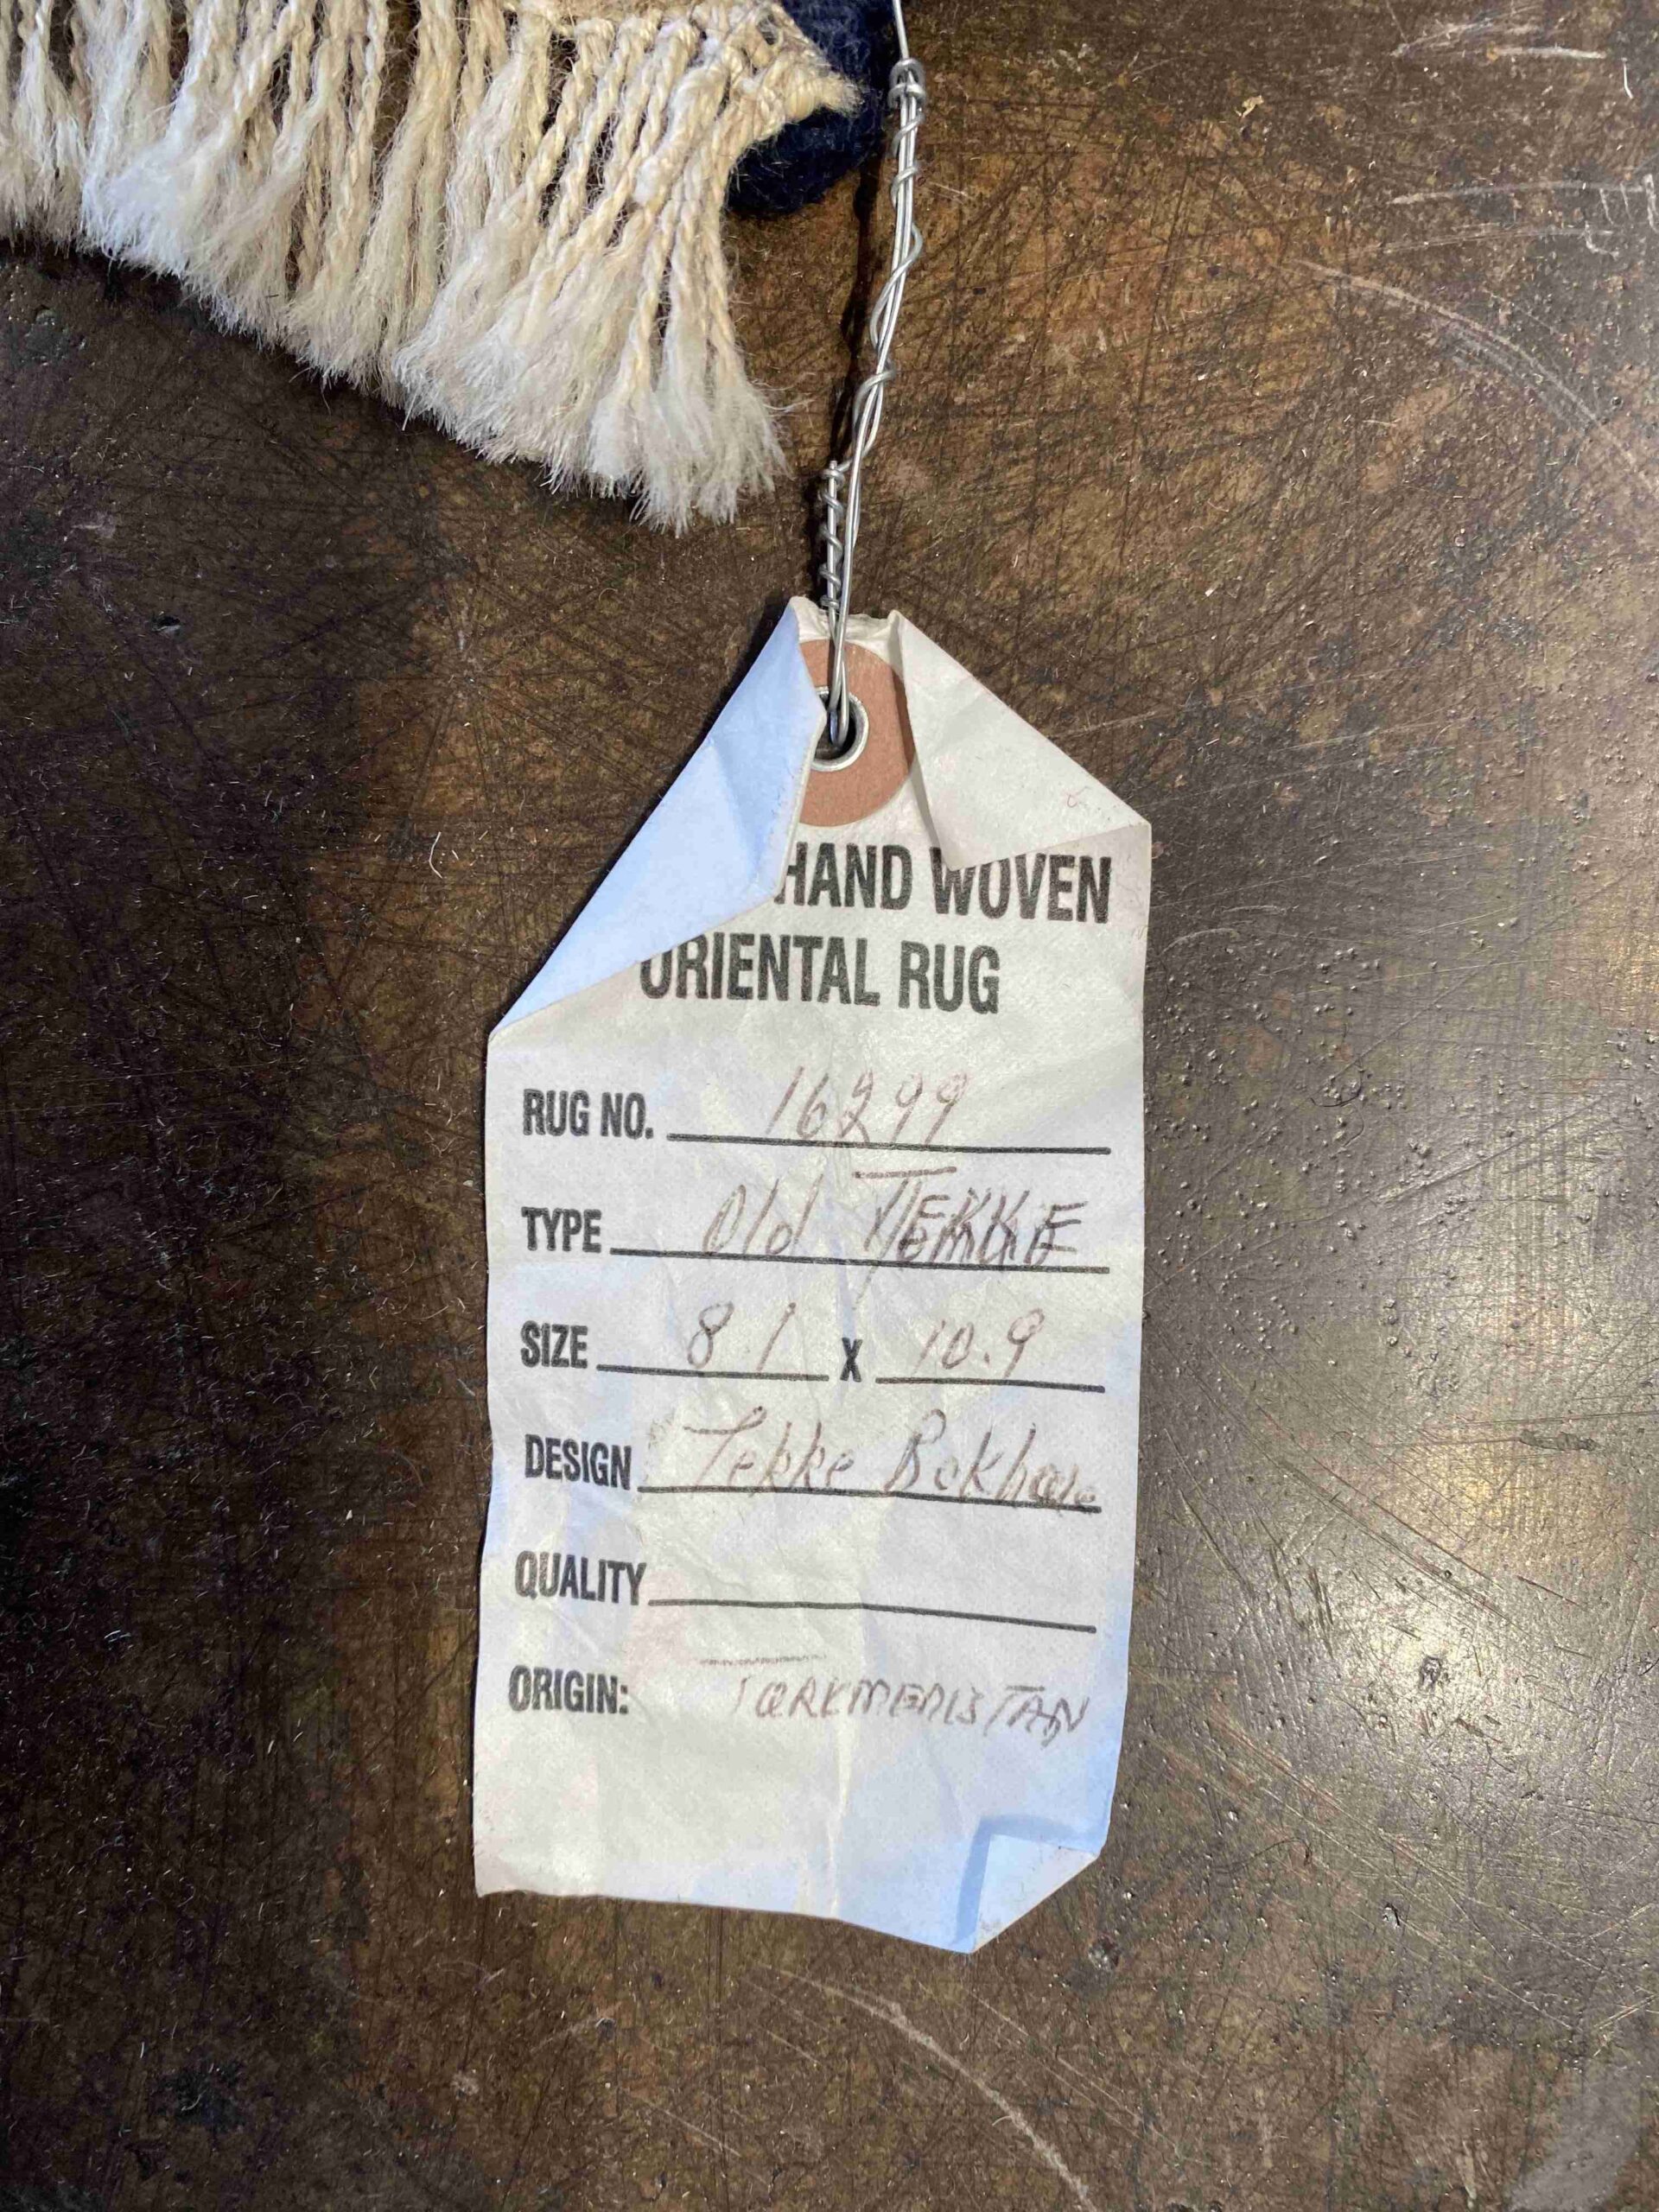 HAND WOVEN
ORIENTAL RUG
RUG NO. 16299
TYPE Old TEKKE
SIZE 8.1 X 10.9
DESIGN Tekke Bokhara
QUALITY
ORIGIN: TURKMENISTAN